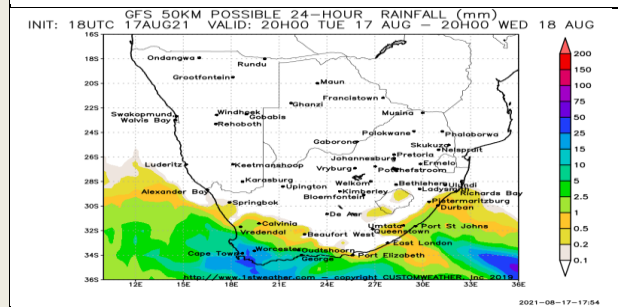 GFS 50KM POSSIBLE 24-HOUR RAINFALL (mm)
INIT: 18UTC 17AUG21 VALID: 20H00 TUE 17 AUG - 20H00 WED 18 AUG
16S
18S
20S
22S
24S
26S
28S
30S
32S
34S
36S
Ondangwa
Rundu
Grootfontein
Maun
Francistown
Ghanzi
Musina
Swakopmund
Walvis Bay
Windhoek
Gobabis
Rehoboth
Polokwane
Phalaborwa
Gaborone
Skukuza
Nelspruit
Pretoria
Johannesburg
Ermelo
Luderitz
Keetmanshoop
Vryburg
Potchefstroom
Karasburg
Welkom
Bethlehem
Ulundi
Alexander Bay
Upington
Kimberley
Ladysmith
Richards Bay
Bloemfontein
Springbok
Pietermaritzburg
Durban
De Aar
Calvinia
Umtata
Port St Johns
Vredendal
Beaufort West
Queenstown
East London
Cape Town
Worcester
Oudtshoorn
George
Port Elizabeth
http://www.1stweather.com - copyright CUSTOMWEATHER, Inc 2019
12E
15E
18E
21E
24E
27E
30E
33E
36E
200
150
100
75
50
25
20
15
10
5
2.5
1
0.5
0.2
0.1
2021-08-17-17:54